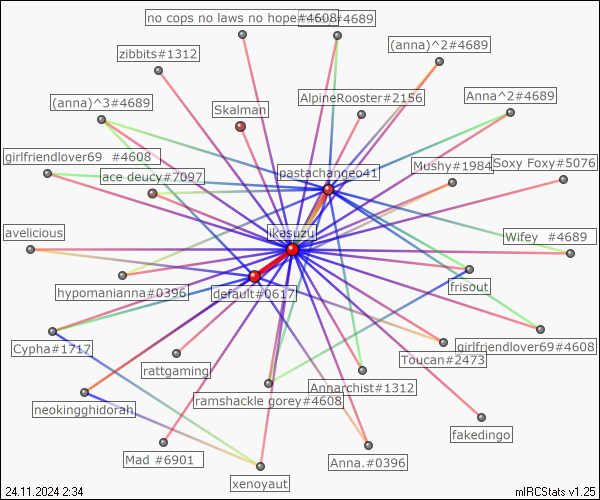 no cops no laws no hope#4608
#4689
zibbits#1312
(anna)^2#4689
(anna)^3#4689
Skalman
AlpineRooster#2156
Anna^2#4689
girlfriendlover69 #4608
ace deucy#7097
pastachangeo41
Mushy#1984
Soxy Foxy#5076
avelicious
ikasuzu
Wifey #4689
hypomanianna#0396
default#0617
frisout
Cypha#1717
rattgaming
girlfriendlover69#4608
Toucan#2473
Annarchist#1312
neokingghidorah
ramshackle gorey#4608
fakedingo
Mad #6901
Anna.#0396
xenoyaut
24.11.2024 2:34
mIRCStats v1.25